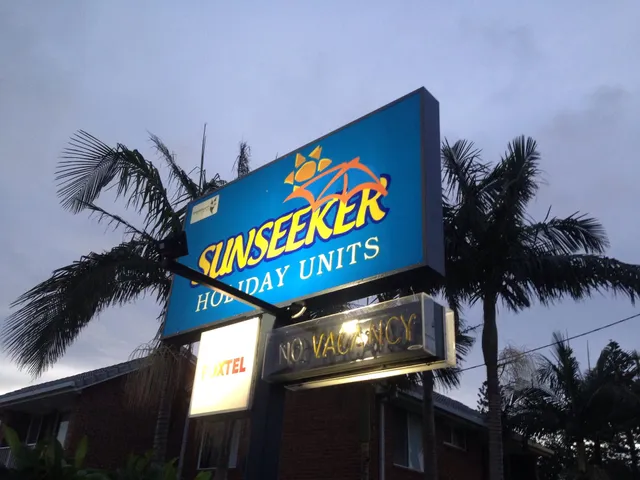 SUNSEEKER
HOLIDAY UNITS
NO VACANCY